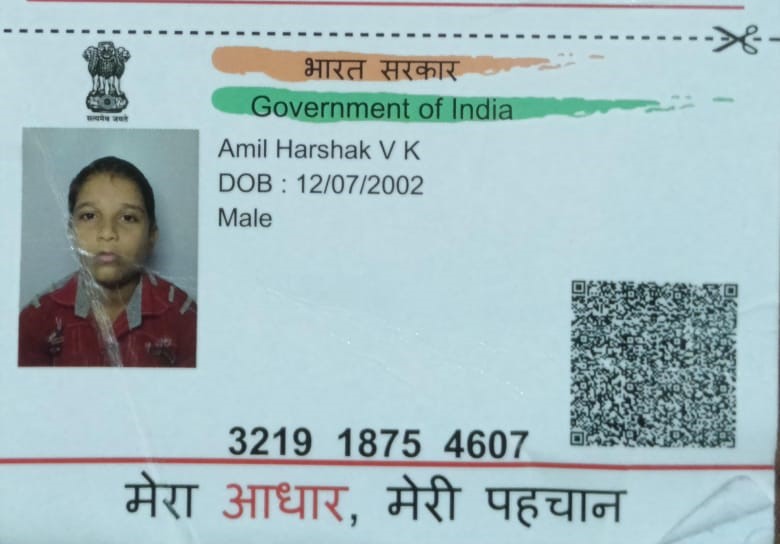 सत्यमेव जयते
भारत सरकार
Government of India
Amil Harshak V K
DOB : 12/07/2002
Male
3219 1875 4607
मेरा आधार, मेरी पहचान